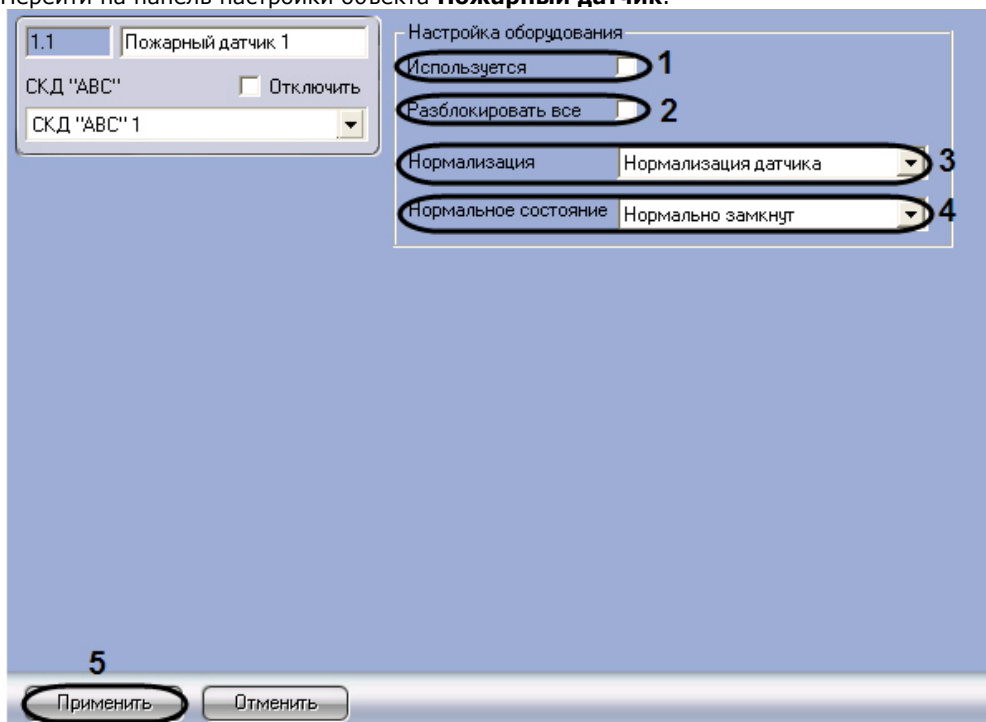 Перейти на панель настройки объекта Пожарный датчик.
1.1 Пожарный датчик 1
СКД "ABC" Отключить
СКД "ABC" 1
Настройка оборудования
Используется 1
Разблокировать все 2
Нормализация Нормализация датчика 3
Нормальное состояние Нормально замкнут 4
5
Применить Отменить